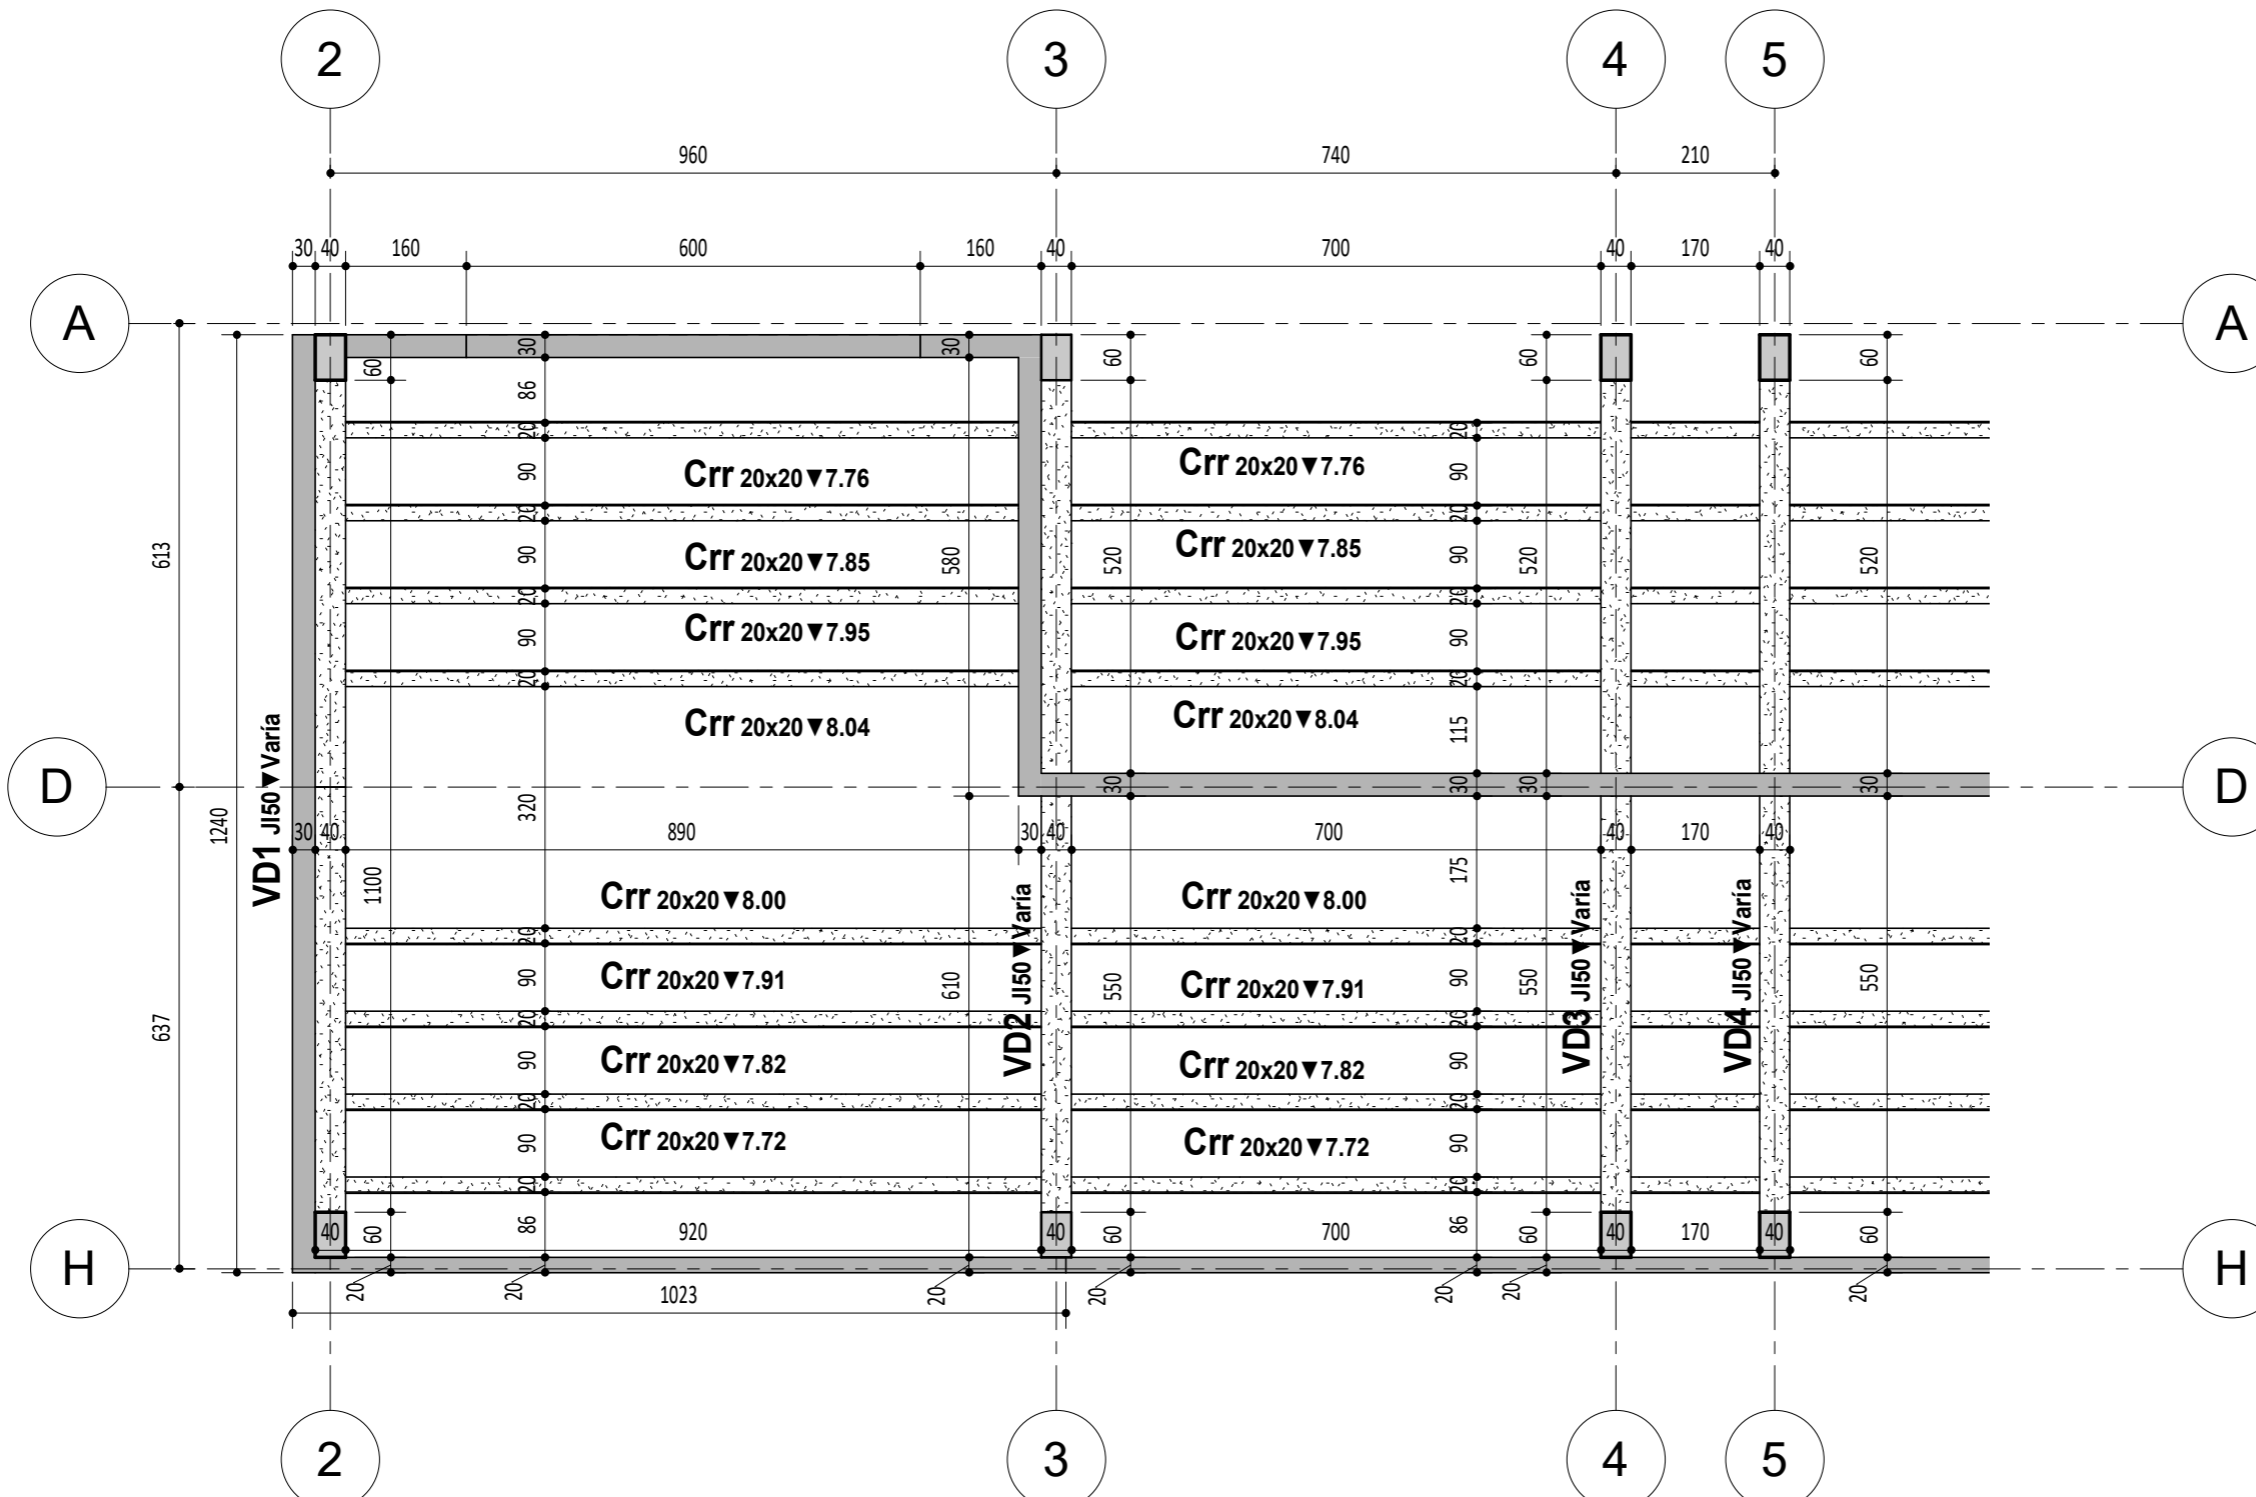 2 3 4 5
960 740 210
30 40 160 600 160 40 700 40 170 40
A A
60 30 30 60 60 60
86
20 20
Crr 20x20▼7.76 Crr 20x20▼7.76
90 90
20 20
613 90 Crr 20x20▼7.85 580 520 Crr 20x20▼7.85 90 520 520
20 20
90 Crr 20x20▼7.95 Crr 20x20▼7.95 90
20 20
Crr 20x20▼8.04 Crr 20x20▼8.04 115
VD1 JI50▼Varía
D 30 30 30 30 D
1240 320
30 40 890 30 40 700 40 170 40
1100 175
Crr 20x20▼8.00 Crr 20x20▼8.00
VD2 JI50▼Varía VD3 JI50▼Varía VD4 JI50▼Varía
20 20
637 90 Crr 20x20▼7.91 610 550 Crr 20x20▼7.91 90 550 550
20 20
90 Crr 20x20▼7.82 Crr 20x20▼7.82 90
20 20
90 Crr 20x20▼7.72 Crr 20x20▼7.72 90
20 20
40 60 86 920 40 60 700 86 60 40 170 40 60
H H
20 20 20 20 20 20 20
1023
2 3 4 5